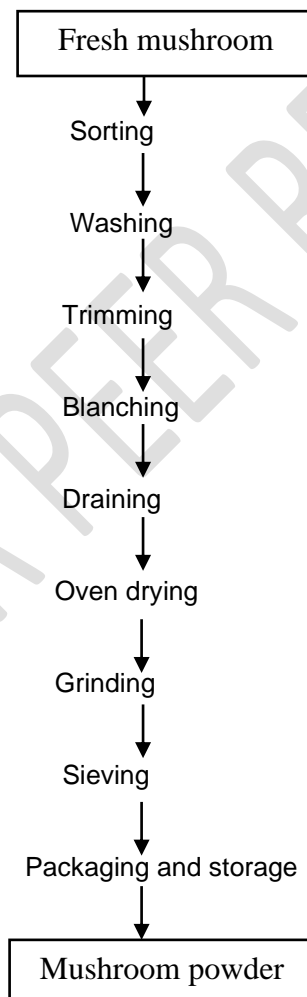 Fresh mushroom
Sorting
Washing
Trimming
Blanching
Draining
Oven drying
Grinding
Sieving
Packaging and storage
Mushroom powder